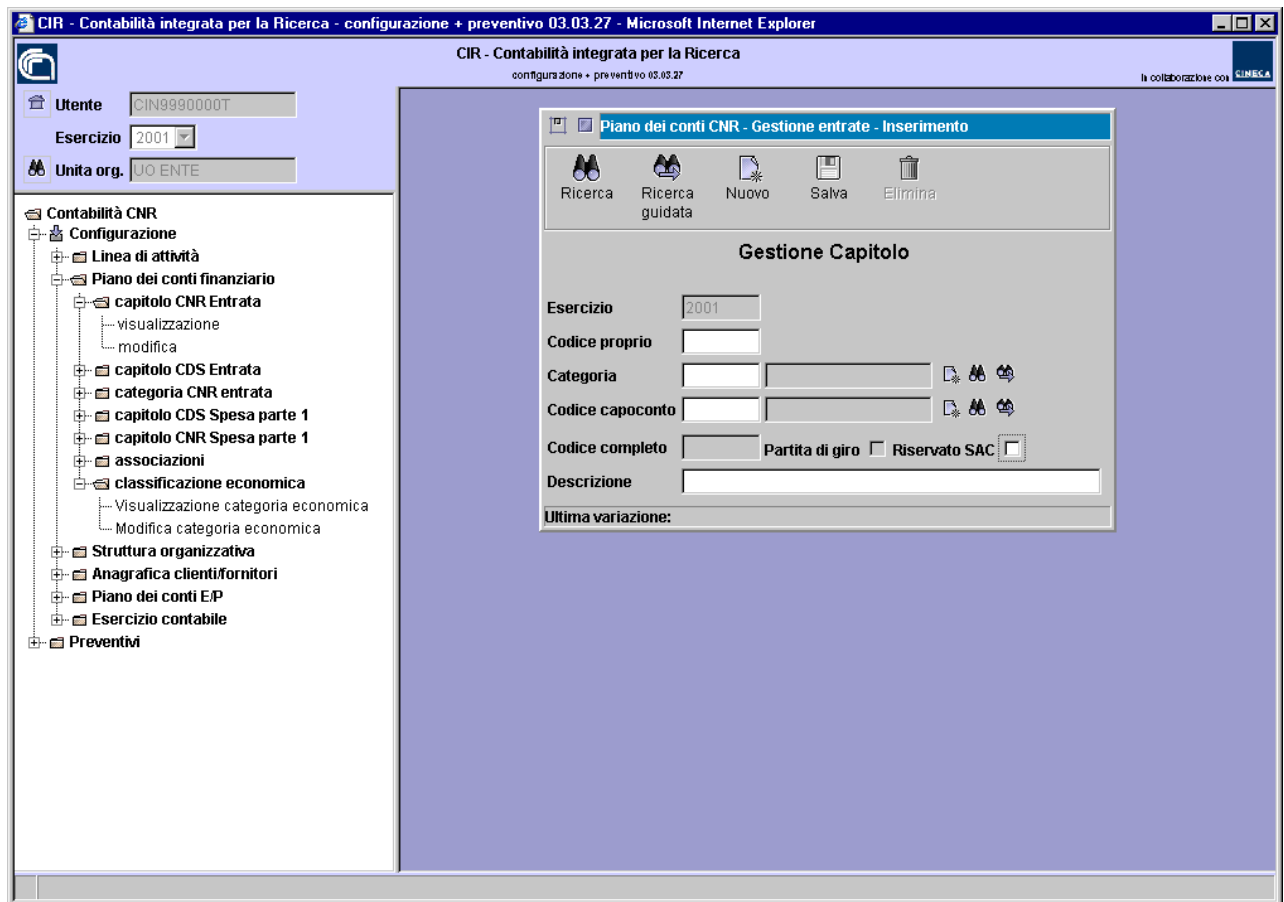 CIR - Contabilità integrata per la Ricerca - configurazione + preventivo 03.03.27 - Microsoft Internet Explorer
CIR - Contabilità integrata per la Ricerca
configurazione + preventivo 03.03.27
In collaborazione con CINECA
Utente CIN9990000T
Esercizio 2001
Unita org. UO ENTE
Contabilità CNR
Configurazione
Linea di attività
Piano dei conti finanziario
capitolo CNR Entrata
visualizzazione
modifica
capitolo CDS Entrata
categoria CNR entrata
capitolo CDS Spesa parte 1
capitolo CNR Spesa parte 1
associazioni
classificazione economica
Visualizzazione categoria economica
Modifica categoria economica
Struttura organizzativa
Anagrafica clienti/fornitori
Piano dei conti E/P
Esercizio contabile
Preventivi
Piano dei conti CNR - Gestione entrate - Inserimento
Ricerca Ricerca guidata Nuovo Salva Elimina
Gestione Capitolo
Esercizio 2001
Codice proprio
Categoria
Codice capoconto
Codice completo Partita di giro Riservato SAC
Descrizione
Ultima variazione: